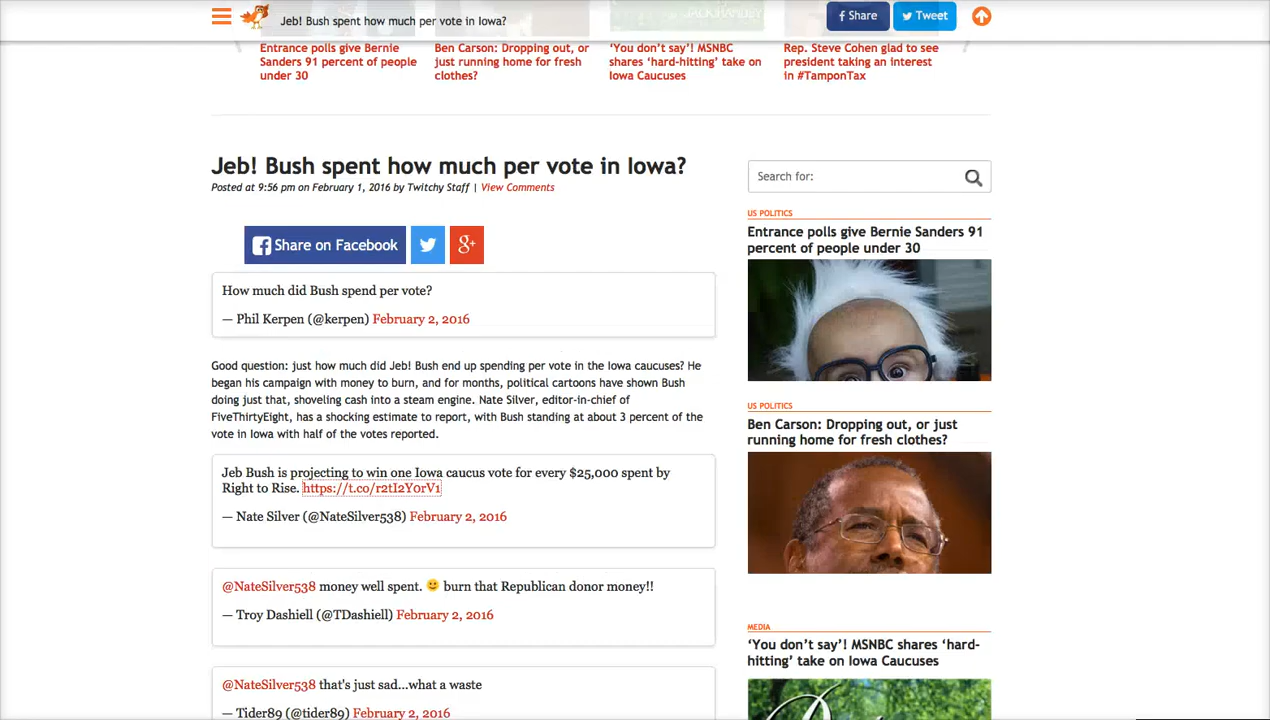 Jeb! Bush spent how much per vote in Iowa?
Share
Tweet
Entrance polls give Bernie
Sanders 91 percent of people
under 30
Ben Carson: Dropping out, or
just running home for fresh
clothes?
‘You don’t say’! MSNBC
shares ‘hard-hitting’ take on
Iowa Caucuses
Rep. Steve Cohen glad to see
president taking an interest
in #TamponTax
Jeb! Bush spent how much per vote in Iowa?
Posted at 9:56 pm on February 1, 2016 by Twitchy Staff | View Comments
Share on Facebook
g+
How much did Bush spend per vote?
— Phil Kerpen (@kerpen) February 2, 2016
Good question: just how much did Jeb! Bush end up spending per vote in the Iowa caucuses? He
began his campaign with money to burn, and for months, political cartoons have shown Bush
doing just that, shoveling cash into a steam engine. Nate Silver, editor-in-chief of
FiveThirtyEight, has a shocking estimate to report, with Bush standing at about 3 percent of the
vote in Iowa with half of the votes reported.
Jeb Bush is projecting to win one Iowa caucus vote for every $25,000 spent by
Right to Rise. https://t.co/r2tI2Y0rV1
— Nate Silver (@NateSilver538) February 2, 2016
@NateSilver538 money well spent. 🙂 burn that Republican donor money!!
— Troy Dashiell (@TDashiell) February 2, 2016
@NateSilver538 that's just sad...what a waste
— Tider89 (@tider89) February 2, 2016
Search for:
US POLITICS
Entrance polls give Bernie Sanders 91
percent of people under 30
US POLITICS
Ben Carson: Dropping out, or just
running home for fresh clothes?
MEDIA
‘You don’t say’! MSNBC shares ‘hard-
hitting’ take on Iowa Caucuses